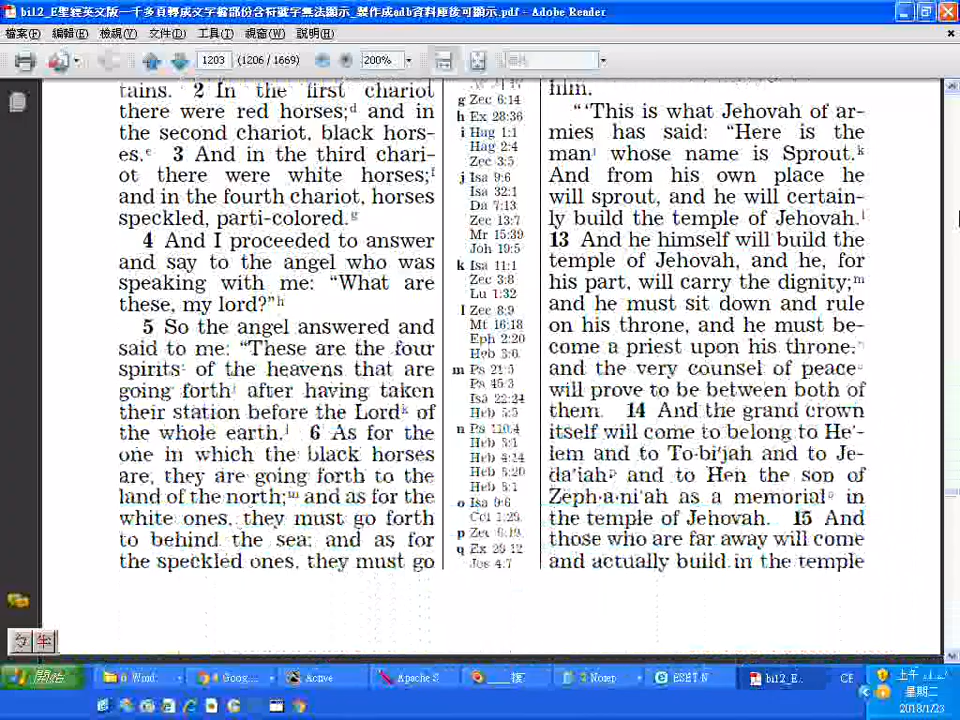 bi12_E聖經英文版一千多頁轉成文字檔部份含符號字無法顯示_製作成adb資料庫後可顯示.pdf - Adobe Reader
檔案(F) 編輯(E) 檢視(V) 文件(D) 工具(T) 視窗(W) 說明(H)
1203 (1206 / 1669) 200% 尋找
tains. 2 In the first chariot
there were red horses;d and in
the second chariot, black hors-
es.e 3 And in the third chari-
ot there were white horses;f
and in the fourth chariot, horses
speckled, parti-colored.g
4 And I proceeded to answer
and say to the angel who was
speaking with me: “What are
these, my lord?”h
5 So the angel answered and
said to me: “These are the four
spirits of the heavens that are
going forth after having taken
their station before the Lordk of
the whole earth. 6 As for the
one in which the black horses
are, they are going forth to the
land of the north;m and as for the
white ones, they must go forth
to behind the sea; and as for
the speckled ones, they must go
g Zec 6:14
h Ex 28:36
i Hag 1:1
Hag 2:4
Zec 3:5
j Isa 9:6
Isa 32:1
Da 7:13
Zec 13:7
Mr 15:39
Joh 19:5
k Isa 11:1
Zec 3:8
Lu 1:32
l Zec 8:9
Mt 16:18
Eph 2:20
Heb 3:6
m Ps 21:5
Ps 45:3
Isa 22:24
Heb 5:5
n Ps 110:4
Heb 3:1
Heb 4:14
Heb 6:20
Heb 8:1
o Isa 9:6
Col 1:20
p Zec 6:10
q Ex 28:12
Jos 4:7
him.
“‘This is what Jehovah of ar-
mies has said: “Here is the
manj whose name is Sprout.k
And from his own place he
will sprout, and he will certain-
ly build the temple of Jehovah.l
13 And he himself will build the
temple of Jehovah, and he, for
his part, will carry the dignity;m
and he must sit down and rule
on his throne, and he must be-
come a priest upon his throne,
and the very counsel of peaceo
will prove to be between both of
them. 14 And the grand crown
itself will come to belong to He′-
lem and to To·bi′jah and to Je-
da′iahp and to Hen the son of
Zeph·a·ni′ah as a memorialq in
the temple of Jehovah. 15 And
those who are far away will come
and actually build in the temple
開始 6 Wind... Goog... Active Apache S 2 Notep ESET N bi12_E... CE
上午
星期二
2018/1/23